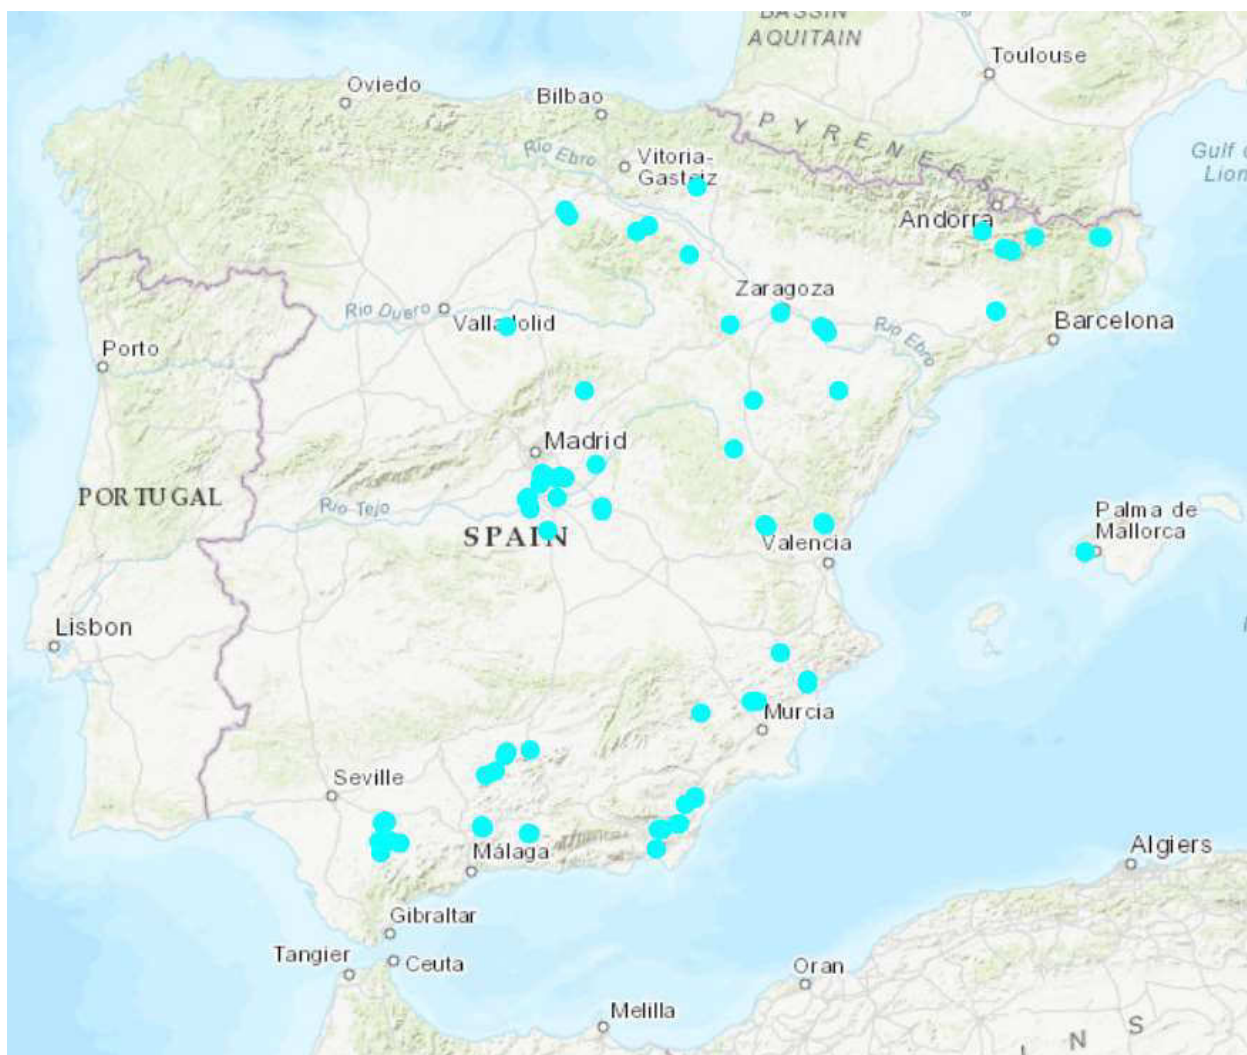 BASSIN
AQUITAIN
Toulouse
Oviedo
Bilbao
PYRENEES
Gulf
Lion
Rio Ebro
Vitoria-
Gasteiz
Andorra
Zaragoza
Rio Duero
Valladolid
Rio Ebro
Barcelona
Porto
Madrid
PORTUGAL
Rio Tejo
SPAIN
Palma de
Mallorca
Valencia
Lisbon
Murcia
Seville
Málaga
Algiers
Gibraltar
Tangier
Ceuta
Oran
Melilla
N S